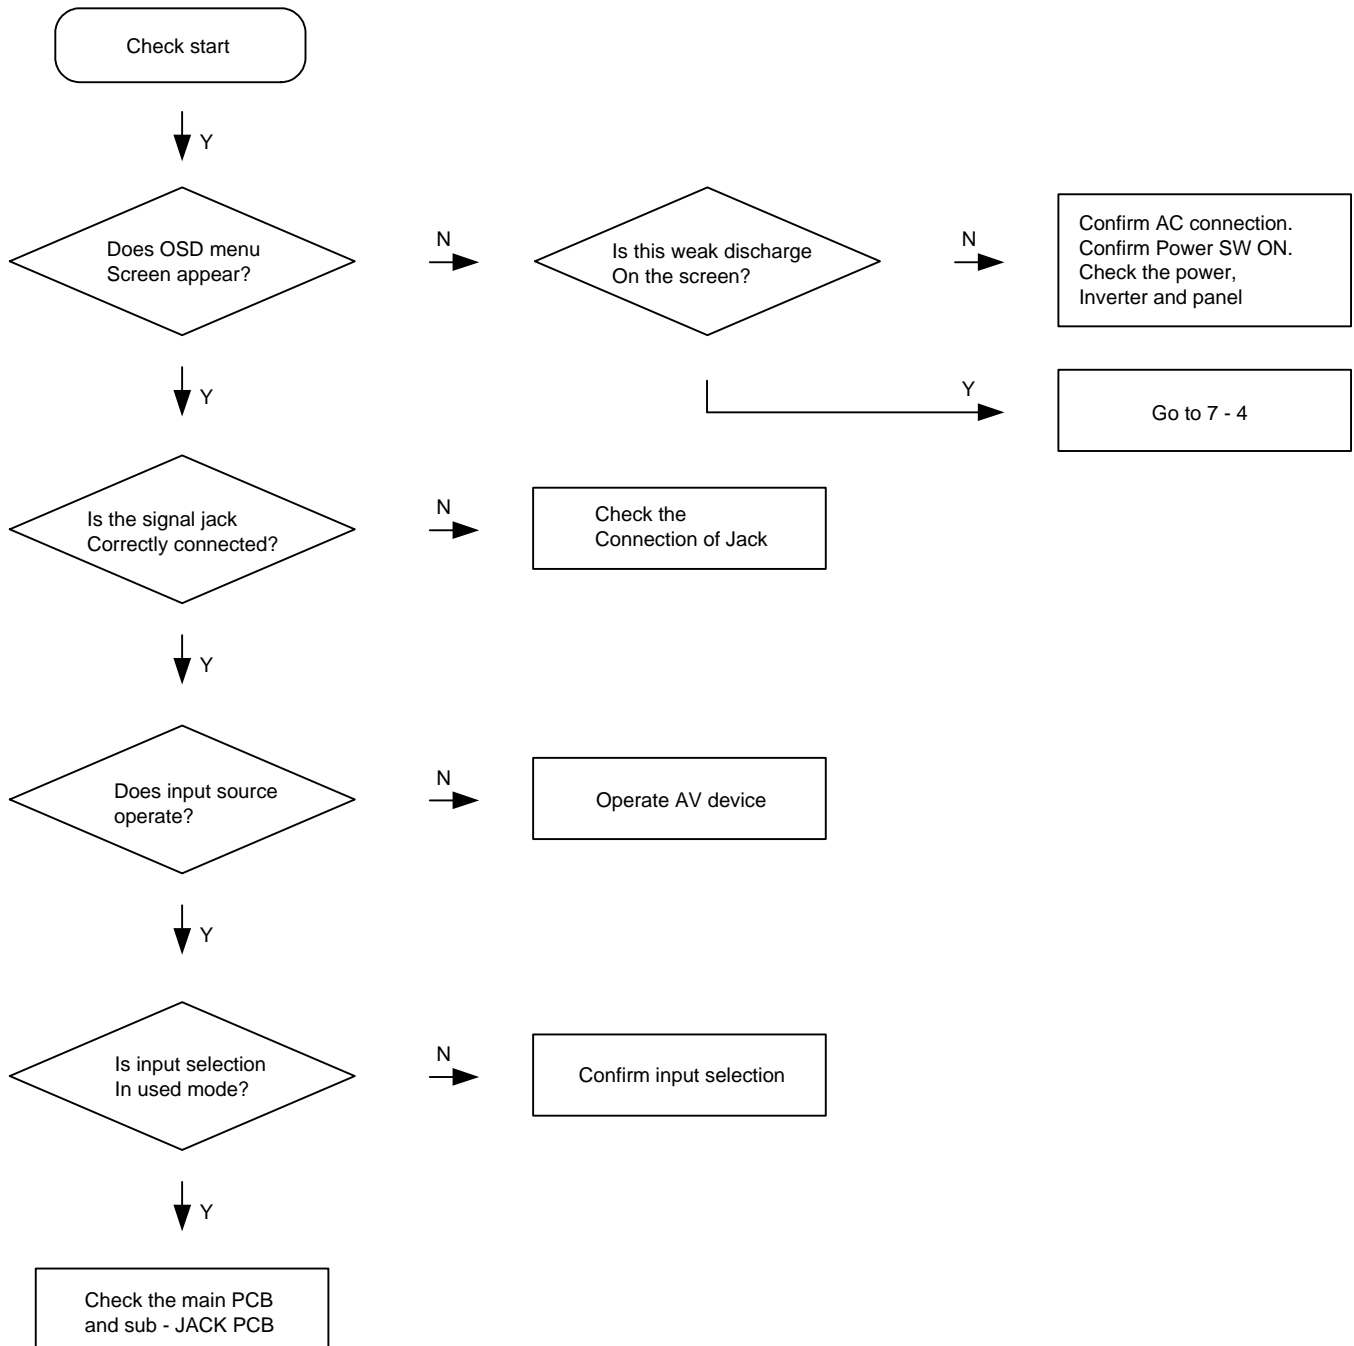 Check start
Y
Does OSD menu
Screen appear?
N
Is this weak discharge
On the screen?
N
Confirm AC connection.
Confirm Power SW ON.
Check the power,
Inverter and panel
Y
Y
Go to 7 - 4
Is the signal jack
Correctly connected?
N
Check the
Connection of Jack
Y
Does input source
operate?
N
Operate AV device
Y
Is input selection
In used mode?
N
Confirm input selection
Y
Check the main PCB
and sub - JACK PCB